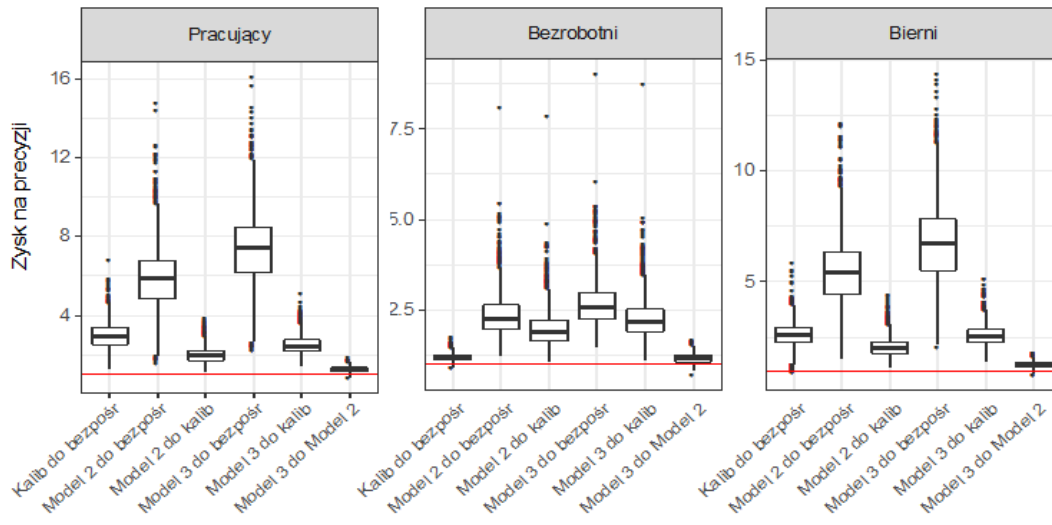 Pracujący
Bezrobotni
Bierni
Zysk na precyzji
16
12
8
4
7.5
5.0
2.5
15
10
5
Kalib do bezpośr
Model 2 do bezpośr
Model 2 do kalib
Model 3 do bezpośr
Model 3 do kalib
Model 3 do Model 2
Kalib do bezpośr
Model 2 do bezpośr
Model 2 do kalib
Model 3 do bezpośr
Model 3 do kalib
Model 3 do Model 2
Kalib do bezpośr
Model 2 do bezpośr
Model 2 do kalib
Model 3 do bezpośr
Model 3 do kalib
Model 3 do Model 2